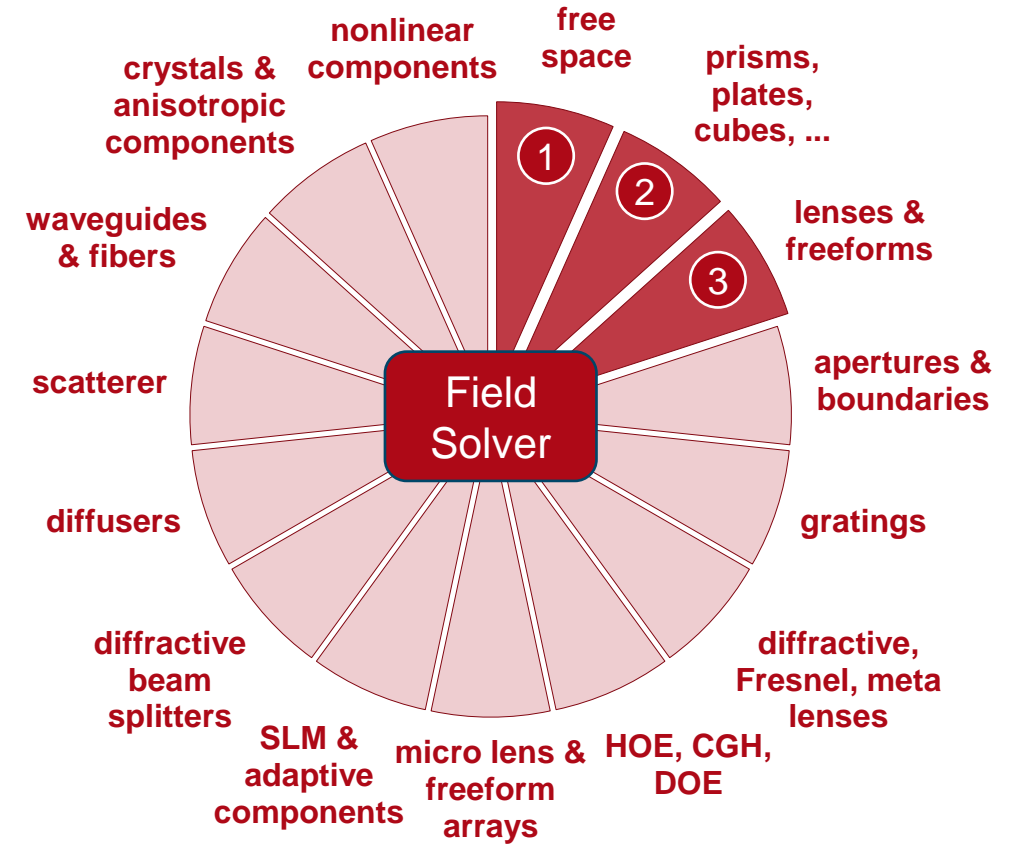 free
space
prisms,
plates,
cubes, ...
lenses &
freeforms
apertures &
boundaries
gratings
diffractive,
Fresnel, meta
lenses
HOE, CGH,
DOE
micro lens &
freeform
arrays
SLM &
adaptive
components
diffractive
beam
splitters
diffusers
scatterer
waveguides
& fibers
crystals &
anisotropic
components
nonlinear
components
1
2
3
Field
Solver